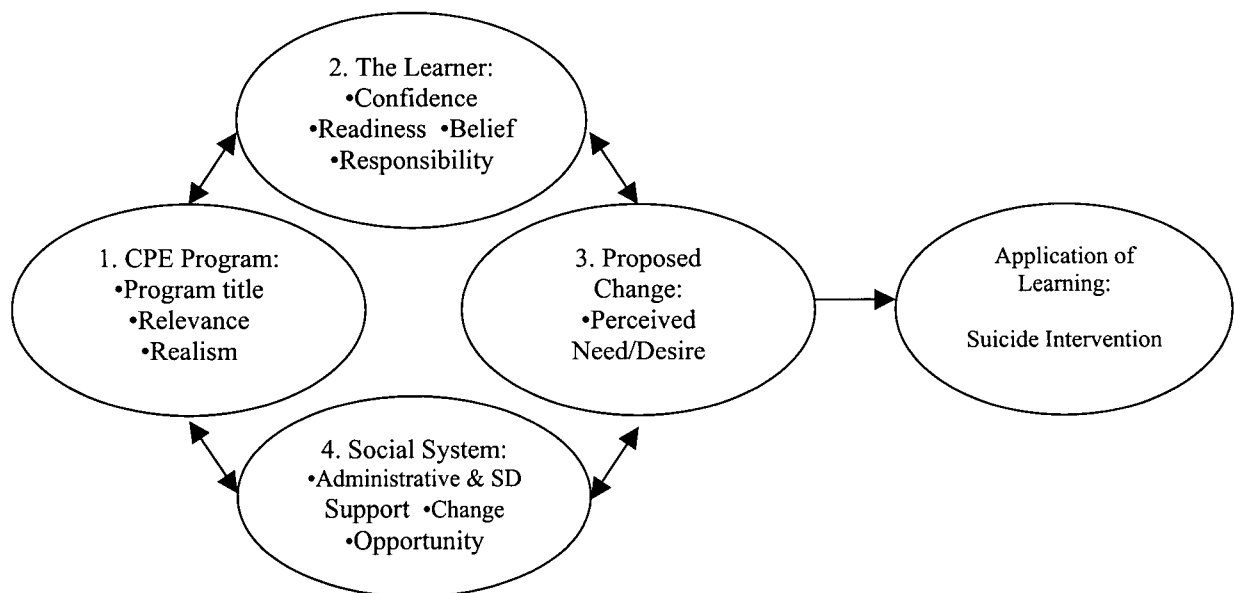 2. The Learner:
•Confidence
•Readiness •Belief
•Responsibility
1. CPE Program:
•Program title
•Relevance
•Realism
3. Proposed
Change:
•Perceived
Need/Desire
Application of
Learning:
Suicide Intervention
4. Social System:
•Administrative & SD
Support •Change
•Opportunity